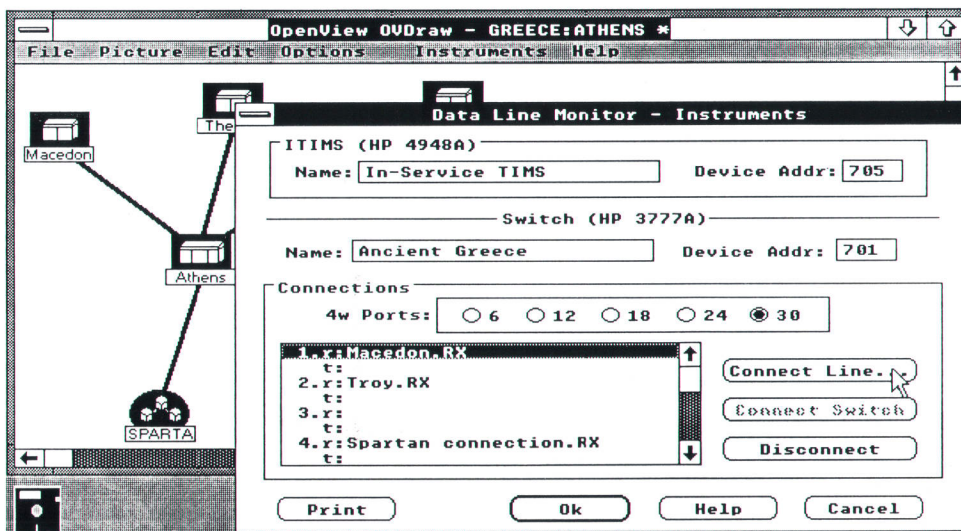 OpenView OVDraw - GREECE:ATHENS *
File Picture Edit Options Instruments Help
The
Macedon
Athens
SPARTA
Data Line Monitor - Instruments
ITIMS (HP 4948A)
Name: In-Service TIMS Device Addr: 705
Switch (HP 3777A)
Name: Ancient Greece Device Addr: 701
Connections
4w Ports: 6 12 18 24 30
1.r:Macedon.RX
t:
2.r:Troy.RX
t:
3.r:
t:
4.r:Spartan connection.RX
t:
Connect Line...
Connect Switch
Disconnect
Print Ok Help Cancel